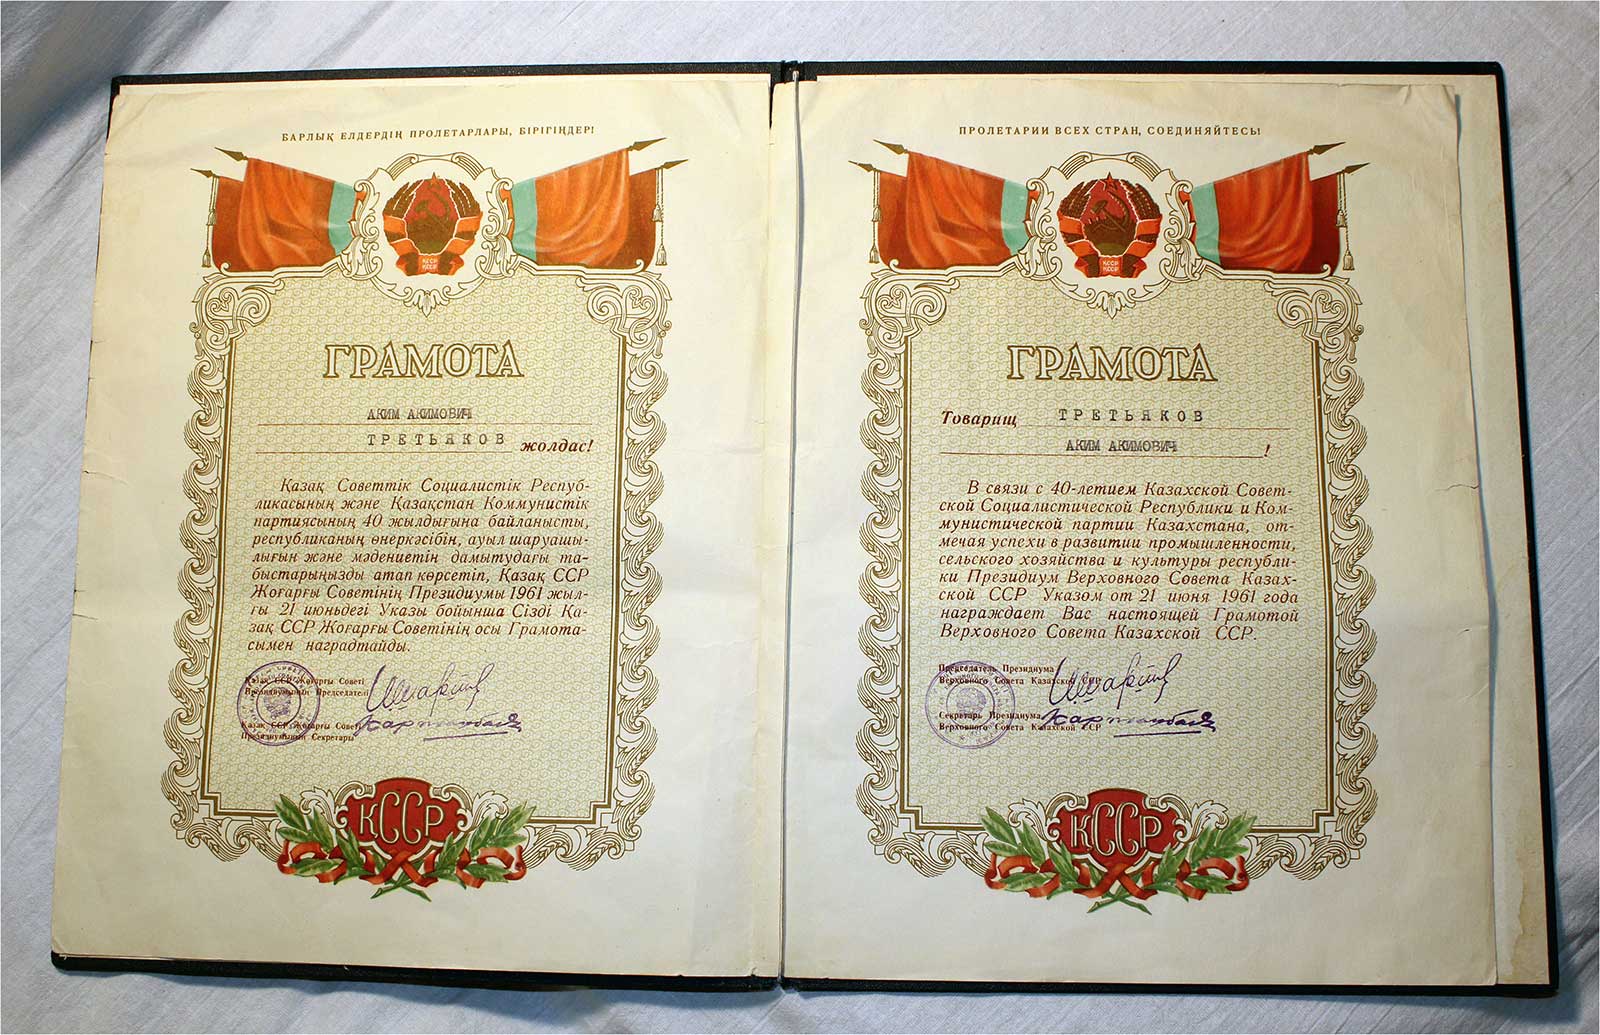 БАРЛЫҚ ЕЛДЕРДІҢ ПРОЛЕТАРЛАРЫ, БІРІГІҢДЕР!
КССР
КССР
ГРАМОТА
АКИМ АКИМОВИЧ
ТРЕТЬЯКОВ жолдас!
Қазақ Советтік Социалистік Респуб-
ликасының және Қазақстан Коммунистік
партиясының 40 жылдығына байланысты,
республиканың өнеркәсібін, ауыл шаруашы-
лығын және мәдениетін дамытудағы та-
быстарыңызды атап көрсетіп, Қазақ ССР
Жоғарғы Советінің Президиумы 1961 жыл-
ғы 21 июньдегі Указы бойынша Сізді Қа-
зақ ССР Жоғарғы Советінің осы Грамота-
сымен наградтайды.
Қазақ ССР Жоғарғы Советі
Президиумының Председателі
Қазақ ССР Жоғарғы Советі
Президиумының Секретары
ҚССР
ПРОЛЕТАРИИ ВСЕХ СТРАН, СОЕДИНЯЙТЕСЬ!
КССР
КССР
ГРАМОТА
Товарищ ТРЕТЬЯКОВ
АКИМ АКИМОВИЧ !
В связи с 40-летием Казахской Совет-
ской Социалистической Республики и Ком-
мунистической партии Казахстана, от-
мечая успехи в развитии промышленности,
сельского хозяйства и культуры республи-
ки Президиум Верховного Совета Казах-
ской ССР Указом от 21 июня 1961 года
награждает Вас настоящей Грамотой
Верховного Совета Казахской ССР.
Председатель Президиума
Верховного Совета Казахской ССР
Секретарь Президиума
Верховного Совета Казахской ССР
ҚССР